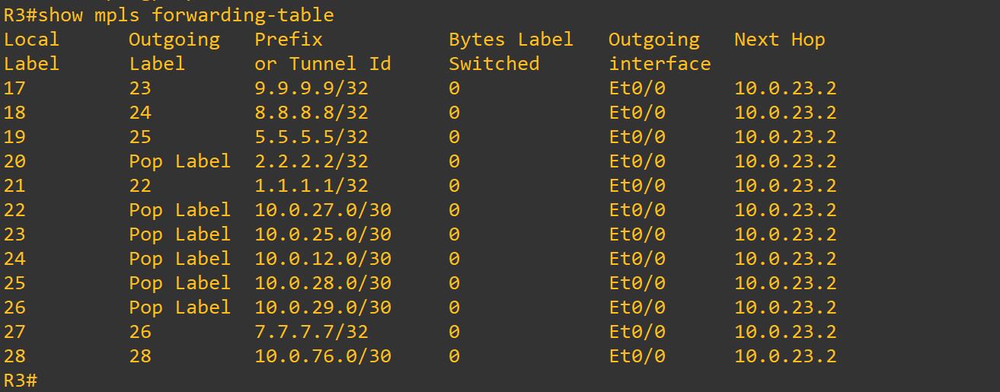 R3#show mpls forwarding-table
Local      Outgoing   Prefix           Bytes Label   Outgoing   Next Hop
Label      Label      or Tunnel Id     Switched      interface
17         23         9.9.9.9/32       0             Et0/0      10.0.23.2
18         24         8.8.8.8/32       0             Et0/0      10.0.23.2
19         25         5.5.5.5/32       0             Et0/0      10.0.23.2
20         Pop Label  2.2.2.2/32       0             Et0/0      10.0.23.2
21         22         1.1.1.1/32       0             Et0/0      10.0.23.2
22         Pop Label  10.0.27.0/30     0             Et0/0      10.0.23.2
23         Pop Label  10.0.25.0/30     0             Et0/0      10.0.23.2
24         Pop Label  10.0.12.0/30     0             Et0/0      10.0.23.2
25         Pop Label  10.0.28.0/30     0             Et0/0      10.0.23.2
26         Pop Label  10.0.29.0/30     0             Et0/0      10.0.23.2
27         26         7.7.7.7/32       0             Et0/0      10.0.23.2
28         28         10.0.76.0/30     0             Et0/0      10.0.23.2
R3#